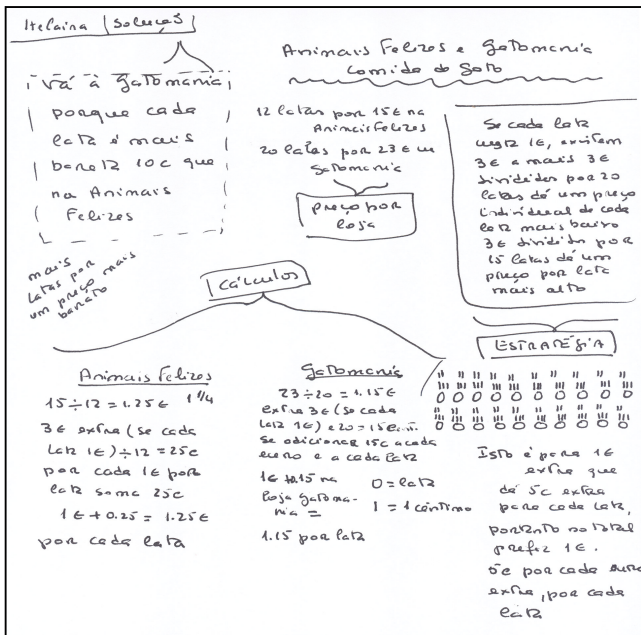 Itelaina | Soluções
Vá à Gatomania
porque cada
lata é mais
barata 10c que
na Animais
Felizes
mais
latas por
um preço mais
barato
Animais Felizes e Gatomania
Comida de Gato
12 latas por 15€ na
Animais Felizes
20 latas por 23€ na
Gatomania
preço por
loja
Se cada lata
custa 1€, existem
3€ a mais 3€
divididos por 20
latas dá um preço
individual de cada
lata mais baixo
3€ dividido por
15 latas dá um
preço por lata
mais alto
Cálculos
Animais Felizes
15÷12 = 1.25€ 1 1/4
3€ extra (se cada
lata 1€) ÷12 = 25c
por cada 1€ por
lata soma 25c
1€ + 0.25 = 1.25€
por cada lata
Gatomania
23÷20 = 1.15€
extra 3€ (se cada
lata 1€) e 20 = 15
se adicionar 15c a cada
euro e a cada lata
1€ + 0.15 na
loja Gatoma-
nia =
1.15 por lata
O = lata
I = 1 cêntimo
ESTRATÉGIA
Isto é para 1€
extra que
dá 5c extra
para cada lata,
portanto no total
prefiz 1€.
5c por cada euro
extra, por cada
lata